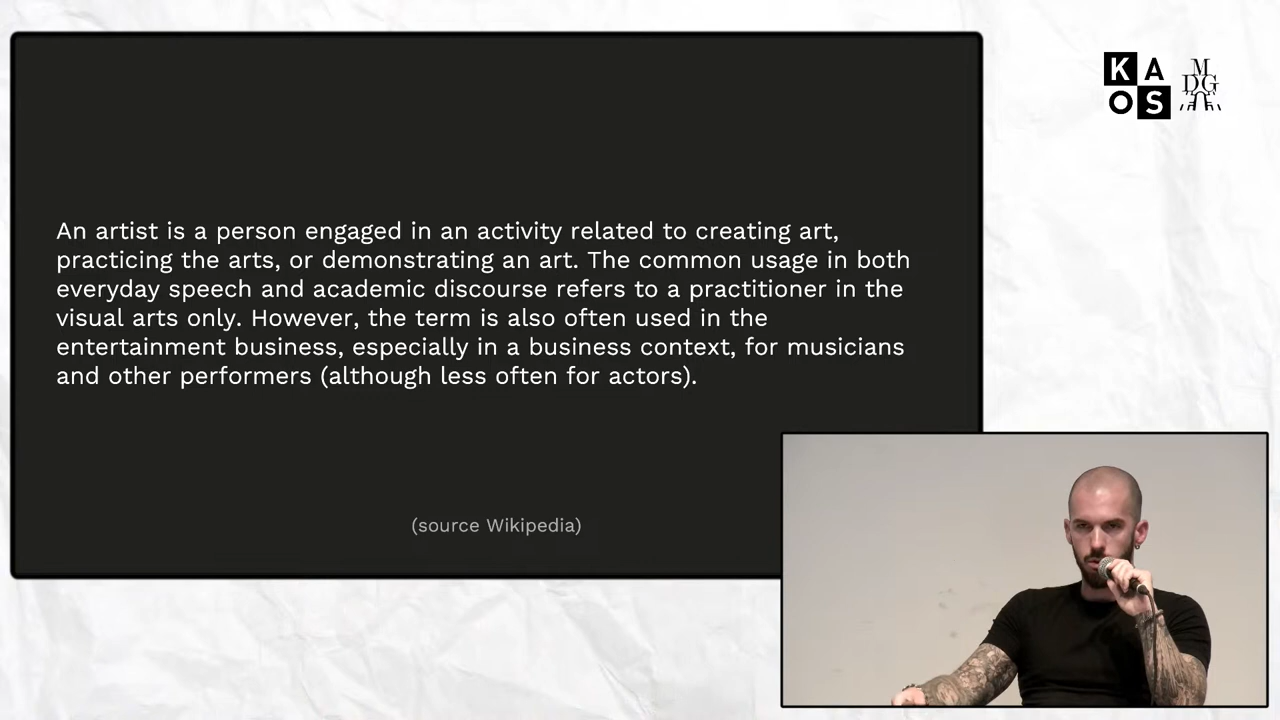 KA
OS
M
DG
An artist is a person engaged in an activity related to creating art,
practicing the arts, or demonstrating an art. The common usage in both
everyday speech and academic discourse refers to a practitioner in the
visual arts only. However, the term is also often used in the
entertainment business, especially in a business context, for musicians
and other performers (although less often for actors).
(source Wikipedia)